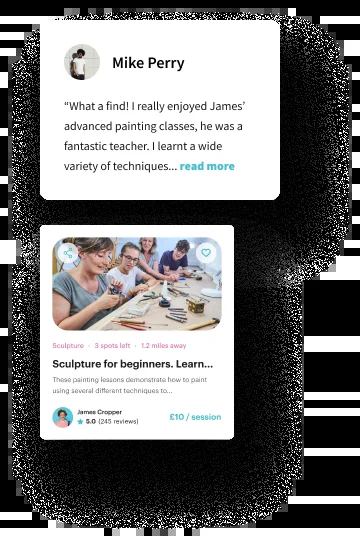 Mike Perry
“What a find! I really enjoyed James’
advanced painting classes, he was a
fantastic teacher. I learnt a wide
variety of techniques... read more
Sculpture · 3 spots left · 1.2 miles away
Sculpture for beginners. Learn...
These painting lessons demonstrate how to paint
using several different techniques to...
James Cropper
5.0 (245 reviews)
£10 / session